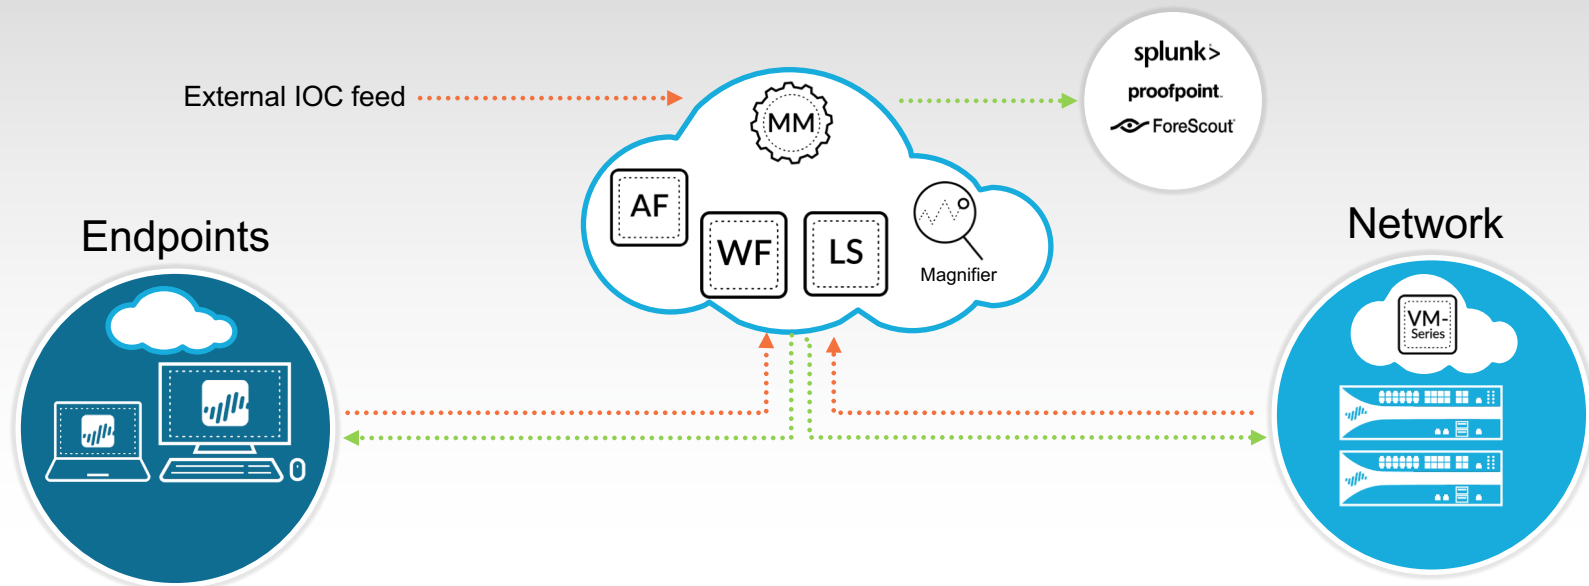 splunk>
proofpoint.
ForeScout
External IOC feed
MM
AF
WF
LS
Magnifier
Endpoints
Network
VM-
Series